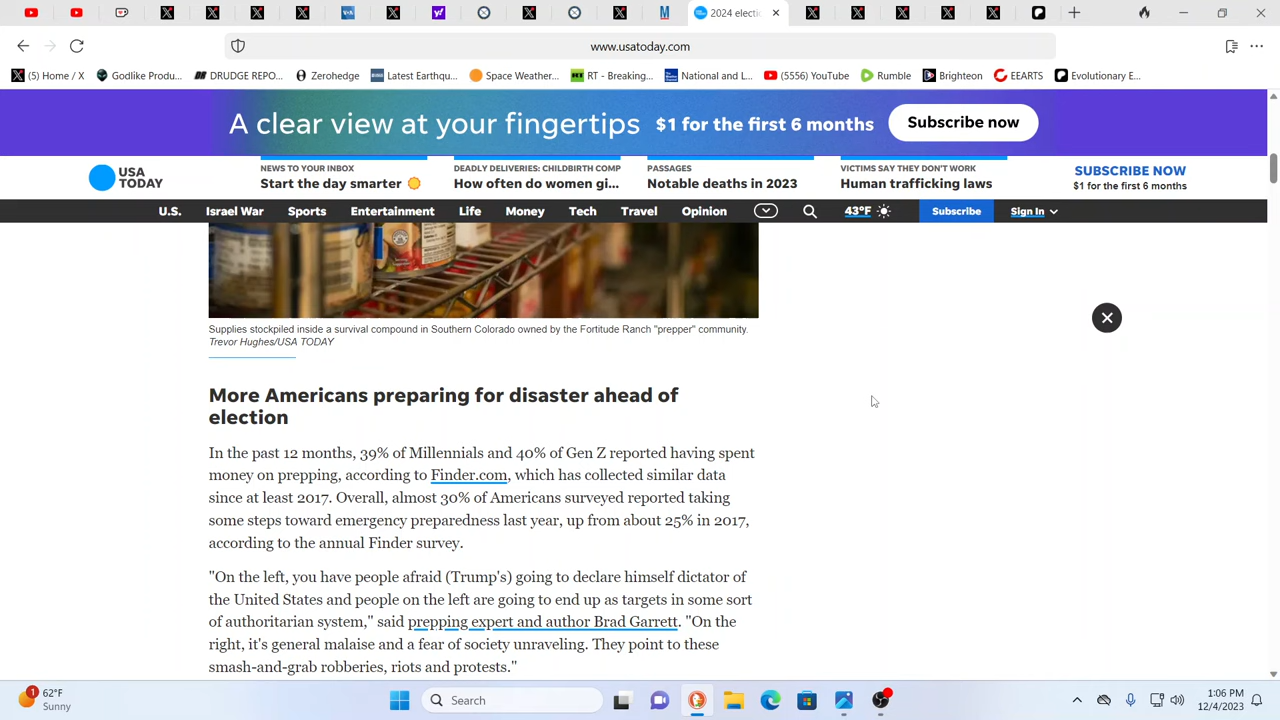 2024 electi
www.usatoday.com
(5) Home / X
Godlike Produ...
DRUDGE REPO...
Zerohedge
Latest Earthqu...
Space Weather...
RT - Breaking...
National and L...
(5556) YouTube
Rumble
Brighteon
EEARTS
Evolutionary E...
A clear view at your fingertips $1 for the first 6 months Subscribe now
USA
TODAY
NEWS TO YOUR INBOX
Start the day smarter
DEADLY DELIVERIES: CHILDBIRTH COMP
How often do women gi...
PASSAGES
Notable deaths in 2023
VICTIMS SAY THEY DON'T WORK
Human trafficking laws
SUBSCRIBE NOW
$1 for the first 6 months
U.S. Israel War Sports Entertainment Life Money Tech Travel Opinion 43°F Subscribe Sign In
Supplies stockpiled inside a survival compound in Southern Colorado owned by the Fortitude Ranch "prepper" community.
Trevor Hughes/USA TODAY
More Americans preparing for disaster ahead of
election
In the past 12 months, 39% of Millennials and 40% of Gen Z reported having spent
money on prepping, according to Finder.com, which has collected similar data
since at least 2017. Overall, almost 30% of Americans surveyed reported taking
some steps toward emergency preparedness last year, up from about 25% in 2017,
according to the annual Finder survey.
"On the left, you have people afraid (Trump's) going to declare himself dictator of
the United States and people on the left are going to end up as targets in some sort
of authoritarian system," said prepping expert and author Brad Garrett. "On the
right, it's general malaise and a fear of society unraveling. They point to these
smash-and-grab robberies, riots and protests."
1
62°F
Sunny
Search
1:06 PM
12/4/2023